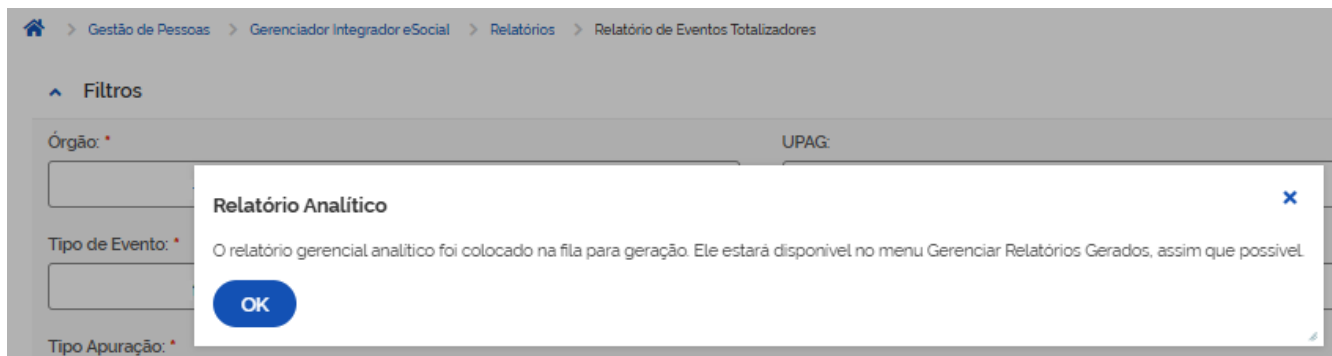 Gestão de Pessoas > Gerenciador Integrador eSocial > Relatórios > Relatório de Eventos Totalizadores
Filtros
Órgão: *
UPAG:
Relatório Analítico
Tipo de Evento: *
O relatório gerencial analítico foi colocado na fila para geração. Ele estará disponível no menu Gerenciar Relatórios Gerados, assim que possível.
OK
Tipo Apuração: *